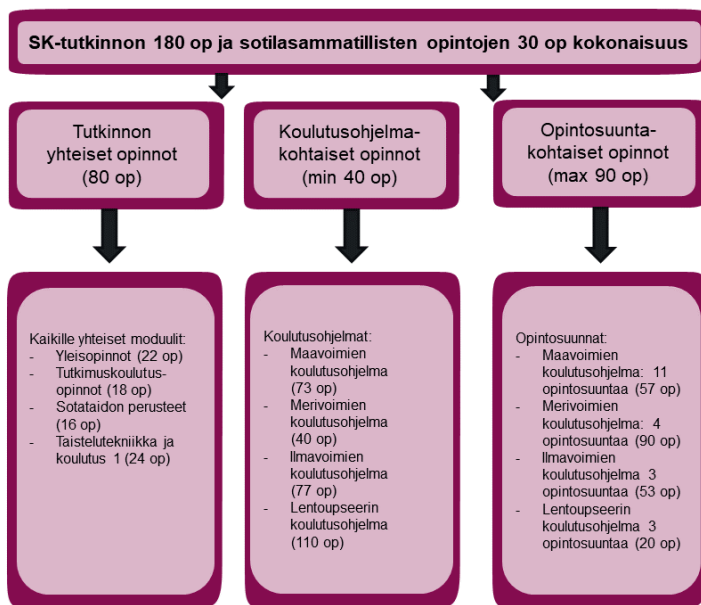 SK-tutkinnon 180 op ja sotilasammatillisten opintojen 30 op kokonaisuus
Tutkinnon
yhteiset opinnot
(80 op)
Koulutusohjelma-
kohtaiset opinnot
(min 40 op)
Opintosuunta-
kohtaiset opinnot
(max 90 op)
Kaikille yhteiset moduulit:
- Yleisopinnot (22 op)
- Tutkimuskoulutus-
opinnot (18 op)
- Sotataidon perusteet
(16 op)
- Taistelutekniikka ja
koulutus 1 (24 op)
Koulutusohjelmat:
- Maavoimien
koulutusohjelma
(73 op)
- Merivoimien
koulutusohjelma
(40 op)
- Ilmavoimien
koulutusohjelma
(77 op)
- Lentoupseerin
koulutusohjelma
(110 op)
Opintosuunnat:
- Maavoimien
koulutusohjelma: 11
opintosuuntaa (57 op)
- Merivoimien
koulutusohjelma: 4
opintosuuntaa (90 op)
- Ilmavoimien
koulutusohjelma 3
opintosuuntaa (53 op)
- Lentoupseerin
koulutusohjelma 3
opintosuuntaa (20 op)